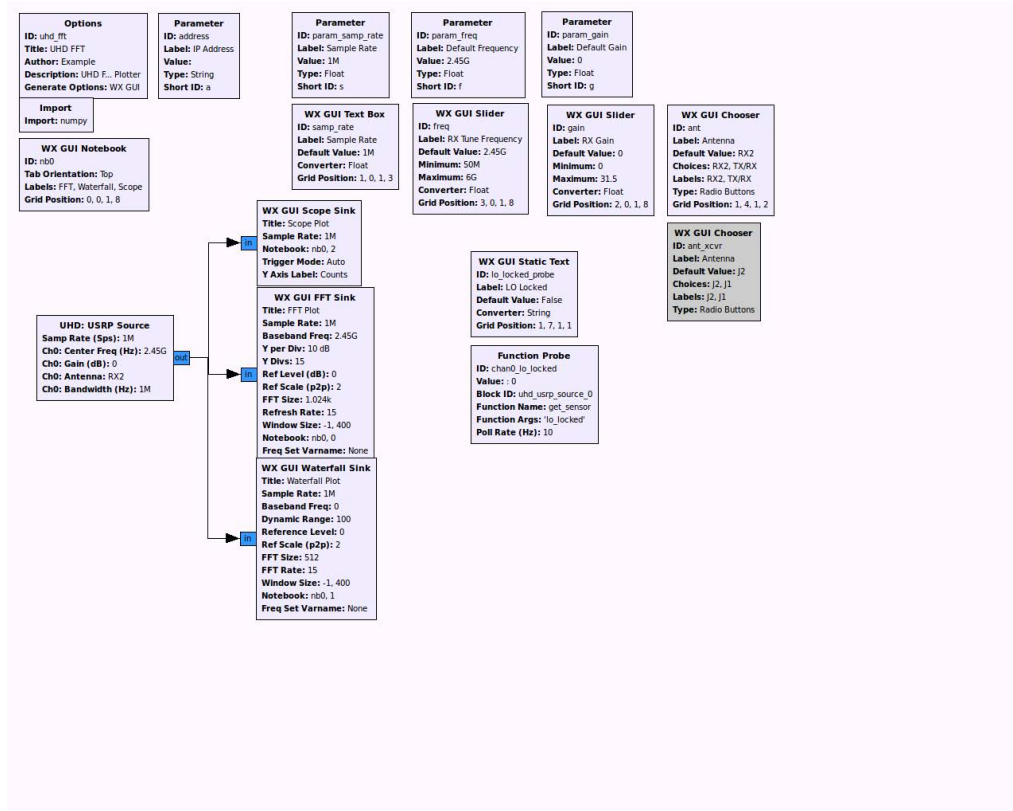 Options
ID: uhd_fft
Title: UHD FFT
Author: Example
Description: UHD F... Plotter
Generate Options: WX GUI
Parameter
ID: address
Label: IP Address
Value:
Type: String
Short ID: a
Parameter
ID: param_samp_rate
Label: Sample Rate
Value: 1M
Type: Float
Short ID: s
Parameter
ID: param_freq
Label: Default Frequency
Value: 2.45G
Type: Float
Short ID: f
Parameter
ID: param_gain
Label: Default Gain
Value: 0
Type: Float
Short ID: g
Import
Import: numpy
WX GUI Notebook
ID: nb0
Tab Orientation: Top
Labels: FFT, Waterfall, Scope
Grid Position: 0, 0, 1, 8
WX GUI Text Box
ID: samp_rate
Label: Sample Rate
Default Value: 1M
Converter: Float
Grid Position: 1, 0, 1, 3
WX GUI Slider
ID: freq
Label: RX Tune Frequency
Default Value: 2.45G
Minimum: 50M
Maximum: 6G
Converter: Float
Grid Position: 3, 0, 1, 8
WX GUI Slider
ID: gain
Label: RX Gain
Default Value: 0
Minimum: 0
Maximum: 31.5
Converter: Float
Grid Position: 2, 0, 1, 8
WX GUI Chooser
ID: ant
Label: Antenna
Default Value: RX2
Choices: RX2, TX/RX
Labels: RX2, TX/RX
Type: Radio Buttons
Grid Position: 1, 4, 1, 2
WX GUI Chooser
ID: ant_xcvr
Label: Antenna
Default Value: J2
Choices: J2, J1
Labels: J2, J1
Type: Radio Buttons
WX GUI Scope Sink
Title: Scope Plot
Sample Rate: 1M
Notebook: nb0, 2
Trigger Mode: Auto
Y Axis Label: Counts
in
WX GUI Static Text
ID: lo_locked_probe
Label: LO Locked
Default Value: False
Converter: String
Grid Position: 1, 7, 1, 1
UHD: USRP Source
Samp Rate (Sps): 1M
Ch0: Center Freq (Hz): 2.45G
Ch0: Gain (dB): 0
Ch0: Antenna: RX2
Ch0: Bandwidth (Hz): 1M
out
WX GUI FFT Sink
Title: FFT Plot
Sample Rate: 1M
Baseband Freq: 2.45G
Y per Div: 10 dB
Y Divs: 15
Ref Level (dB): 0
Ref Scale (p2p): 2
FFT Size: 1.024k
Refresh Rate: 15
Window Size: -1, 400
Notebook: nb0, 0
Freq Set Varname: None
in
Function Probe
ID: chan0_lo_locked
Value: : 0
Block ID: uhd_usrp_source_0
Function Name: get_sensor
Function Args: 'lo_locked'
Poll Rate (Hz): 10
WX GUI Waterfall Sink
Title: Waterfall Plot
Sample Rate: 1M
Baseband Freq: 0
Dynamic Range: 100
Reference Level: 0
Ref Scale (p2p): 2
FFT Size: 512
FFT Rate: 15
Window Size: -1, 400
Notebook: nb0, 1
Freq Set Varname: None
in